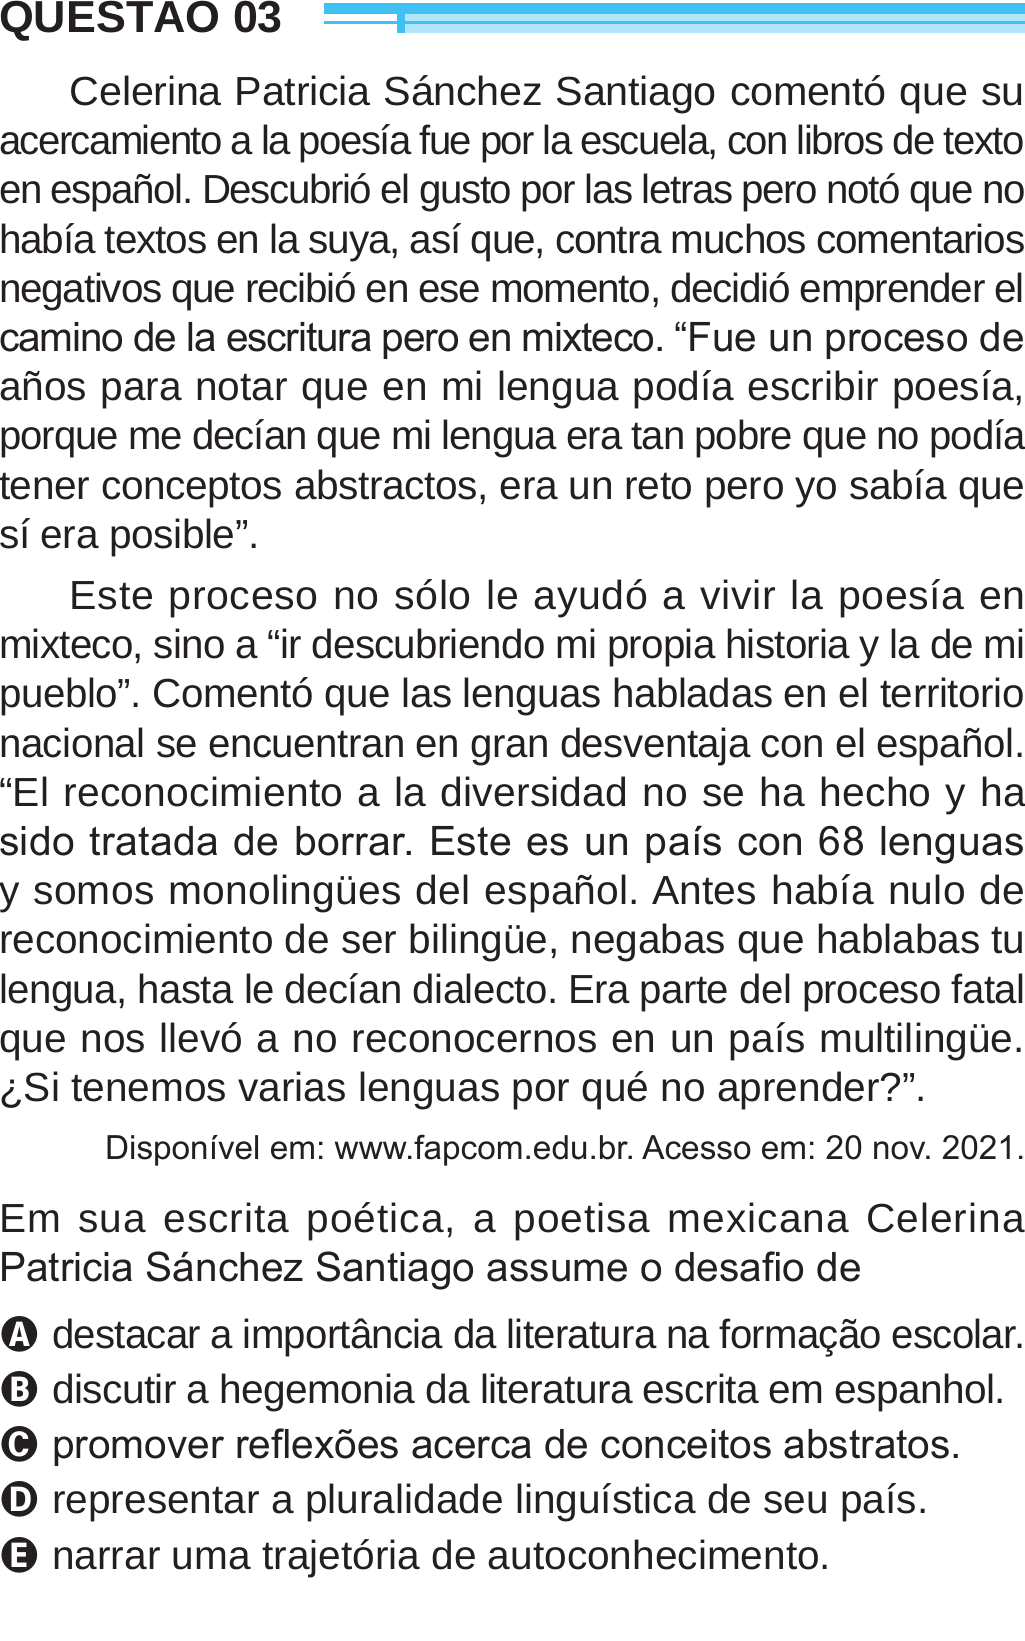 QUESTÃO 03
Celerina Patricia Sánchez Santiago comentó que su
acercamiento a la poesía fue por la escuela, con libros de texto
en español. Descubrió el gusto por las letras pero notó que no
había textos en la suya, así que, contra muchos comentarios
negativos que recibió en ese momento, decidió emprender el
camino de la escritura pero en mixteco. “Fue un proceso de
años para notar que en mi lengua podía escribir poesía,
porque me decían que mi lengua era tan pobre que no podía
tener conceptos abstractos, era un reto pero yo sabía que
sí era posible”.
Este proceso no sólo le ayudó a vivir la poesía en
mixteco, sino a “ir descubriendo mi propia historia y la de mi
pueblo”. Comentó que las lenguas habladas en el territorio
nacional se encuentran en gran desventaja con el español.
“El reconocimiento a la diversidad no se ha hecho y ha
sido tratada de borrar. Este es un país con 68 lenguas
y somos monolingües del español. Antes había nulo de
reconocimiento de ser bilingüe, negabas que hablabas tu
lengua, hasta le decían dialecto. Era parte del proceso fatal
que nos llevó a no reconocernos en un país multilingüe.
¿Si tenemos varias lenguas por qué no aprender?”.
Disponível em: www.fapcom.edu.br. Acesso em: 20 nov. 2021.
Em sua escrita poética, a poetisa mexicana Celerina
Patricia Sánchez Santiago assume o desafio de
A destacar a importância da literatura na formação escolar.
B discutir a hegemonia da literatura escrita em espanhol.
C promover reflexões acerca de conceitos abstratos.
D representar a pluralidade linguística de seu país.
E narrar uma trajetória de autoconhecimento.